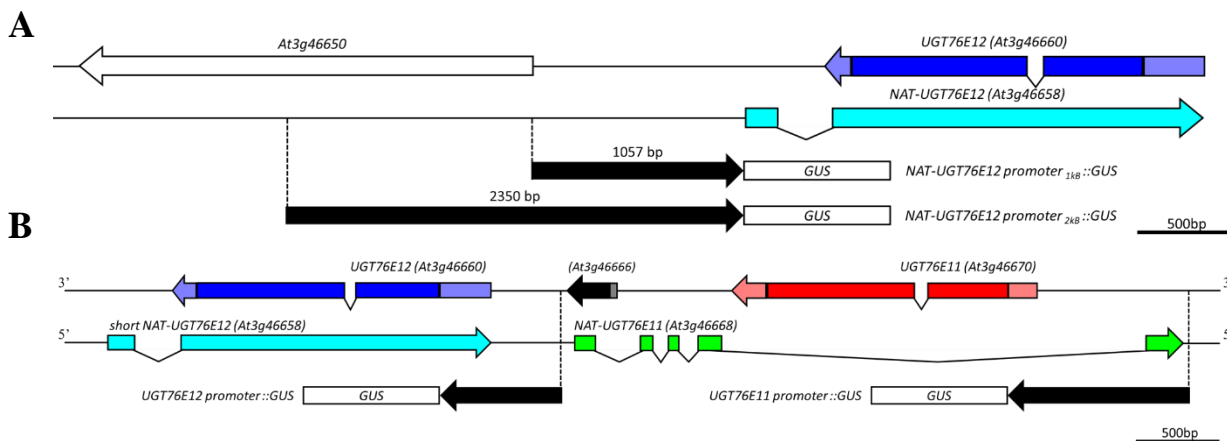 A
At3g46650
UGT76E12 (At3g46660)
NAT-UGT76E12 (At3g46658)
1057 bp
GUS
NAT-UGT76E12 promoter 1kB::GUS
2350 bp
GUS
NAT-UGT76E12 promoter 2kB::GUS
500bp
B
UGT76E12 (At3g46660)
(At3g46666)
UGT76E11 (At3g46670)
3'
short NAT-UGT76E12 (At3g46658)
NAT-UGT76E11 (At3g46668)
5'
UGT76E12 promoter::GUS
GUS
UGT76E11 promoter::GUS
GUS
500bp